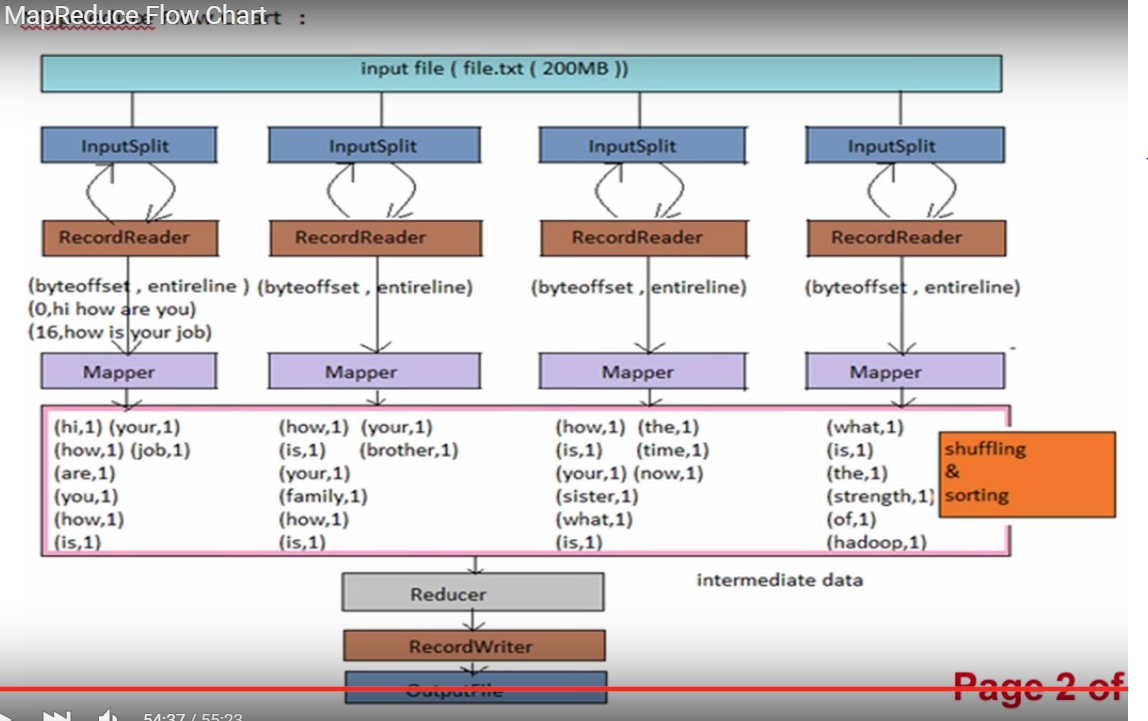 MapReduce Flow Chart :
input file ( file.txt ( 200MB ))
InputSplit InputSplit InputSplit InputSplit
RecordReader RecordReader RecordReader RecordReader
(byteoffset , entireline ) (byteoffset , entireline) (byteoffset , entireline) (byteoffset , entireline)
(0,hi how are you)
(16,how is your job)
Mapper Mapper Mapper Mapper
(hi,1) (your,1)
(how,1) (job,1)
(are,1)
(you,1)
(how,1)
(is,1)
(how,1) (your,1)
(is,1) (brother,1)
(your,1)
(family,1)
(how,1)
(is,1)
(how,1) (the,1)
(is,1) (time,1)
(your,1) (now,1)
(sister,1)
(what,1)
(is,1)
(what,1)
(is,1)
(the,1)
(strength,1)
(of,1)
(hadoop,1)
shuffling
&
sorting
intermediate data
Reducer
RecordWriter
OutputFile
Page 2 of
54:37 / 55:23